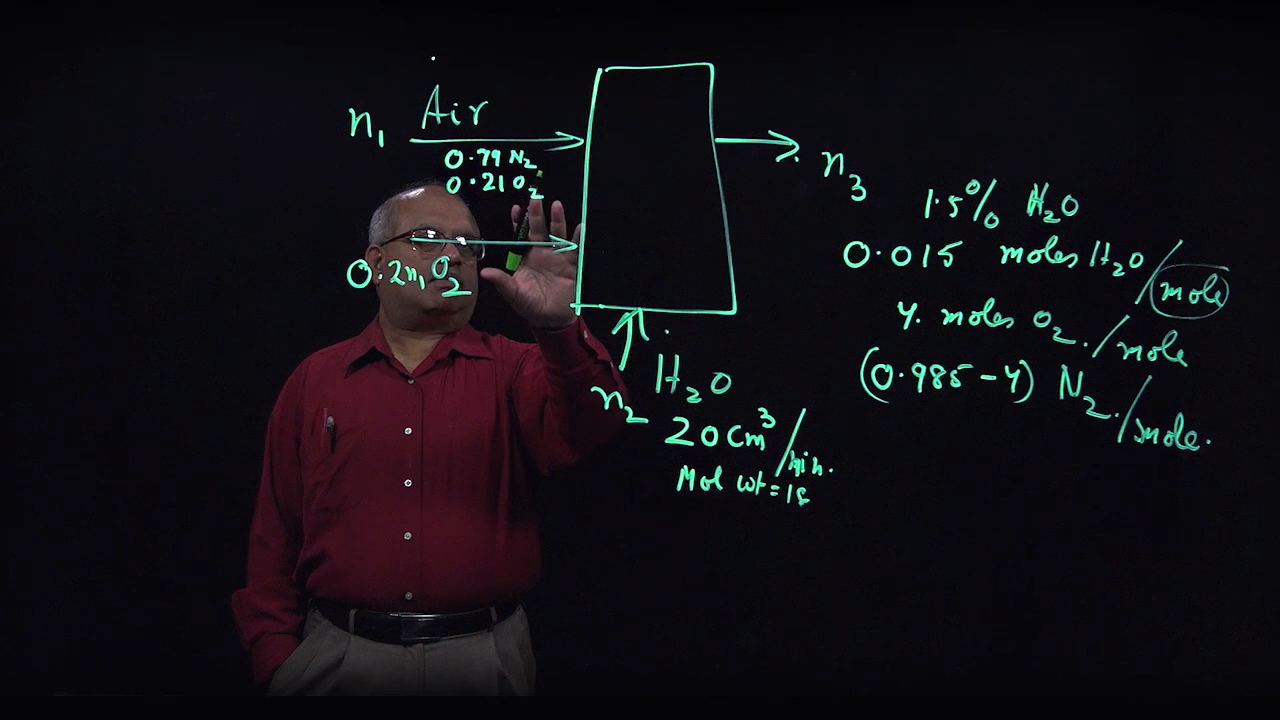 n₁ Air
0.79 N₂
0.21 O₂
0.2n₁ O₂
n₂ H₂O
20 cm³/min.
Mol wt = 18
n₃
1.5% H₂O
0.015 moles H₂O/mole
y. moles O₂./mole
(0.985 - y) N₂./mole.